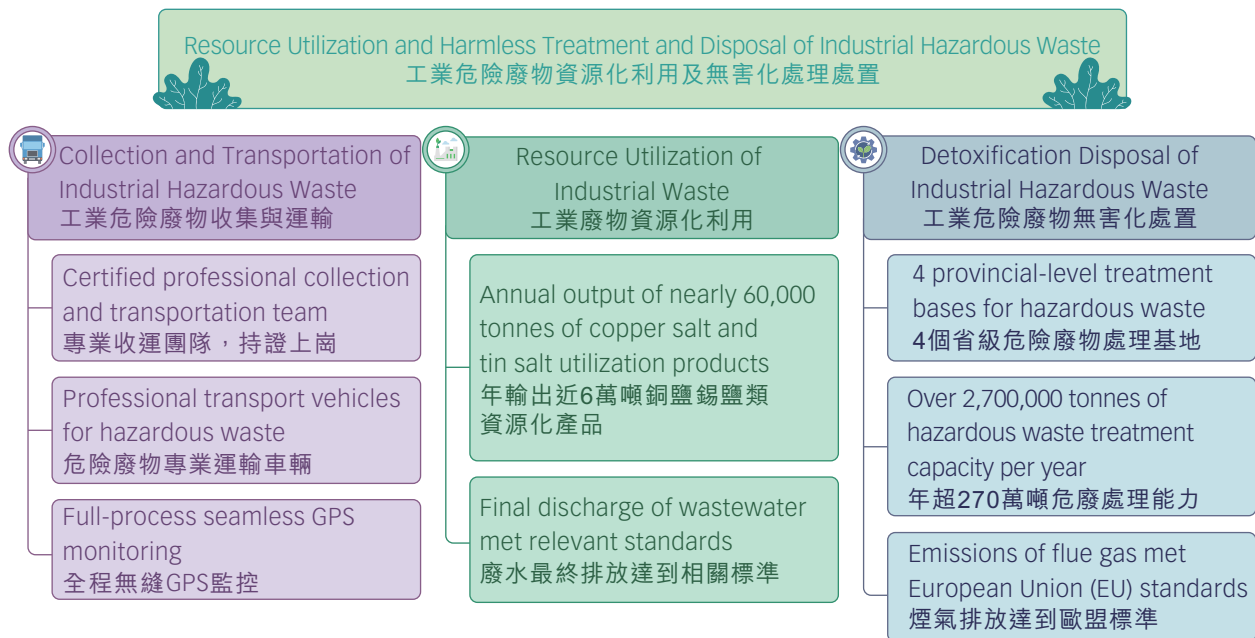 Resource Utilization and Harmless Treatment and Disposal of Industrial Hazardous Waste
工業危險廢物資源化利用及無害化處理處置
Collection and Transportation of
Industrial Hazardous Waste
工業危險廢物收集與運輸
Certified professional collection
and transportation team
專業收運團隊，持證上崗
Professional transport vehicles
for hazardous waste
危險廢物專業運輸車輛
Full-process seamless GPS
monitoring
全程無縫GPS監控
Resource Utilization of
Industrial Waste
工業廢物資源化利用
Annual output of nearly 60,000
tonnes of copper salt and
tin salt utilization products
年輸出近6萬噸銅鹽錫鹽類
資源化產品
Final discharge of wastewater
met relevant standards
廢水最終排放達到相關標準
Detoxification Disposal of
Industrial Hazardous Waste
工業危險廢物無害化處置
4 provincial-level treatment
bases for hazardous waste
4個省級危險廢物處理基地
Over 2,700,000 tonnes of
hazardous waste treatment
capacity per year
年超270萬噸危廢處理能力
Emissions of flue gas met
European Union (EU) standards
煙氣排放達到歐盟標準